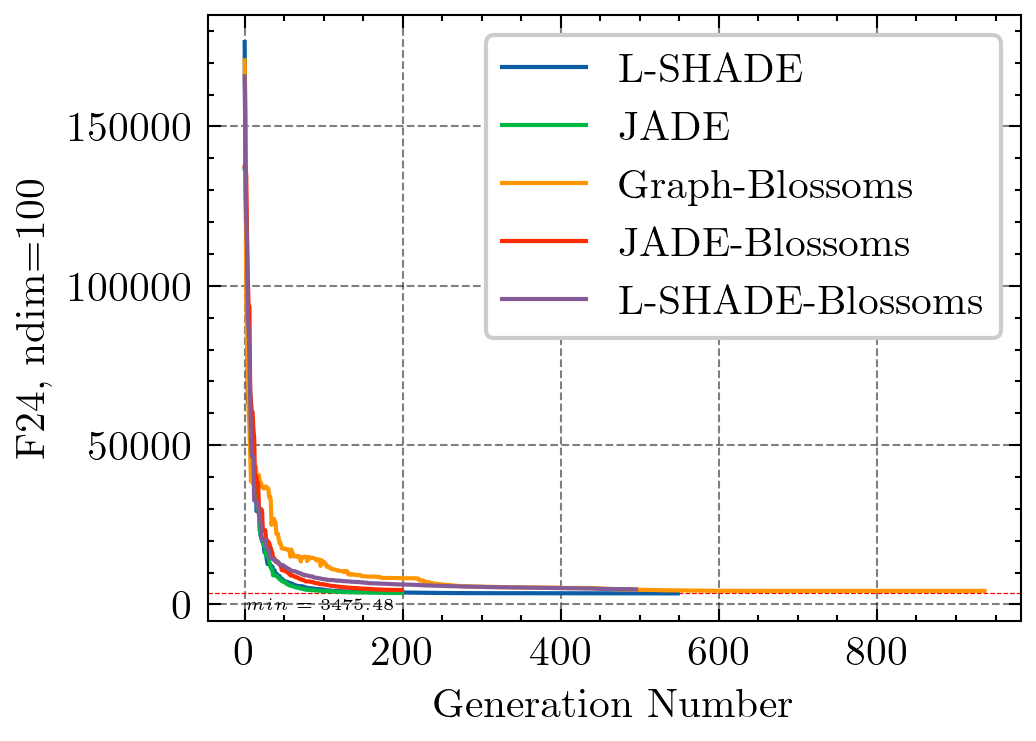 L-SHADE
JADE
Graph-Blossoms
JADE-Blossoms
L-SHADE-Blossoms
150000
100000
50000
0
F24, ndim=100
min = 3475.48
0 200 400 600 800
Generation Number